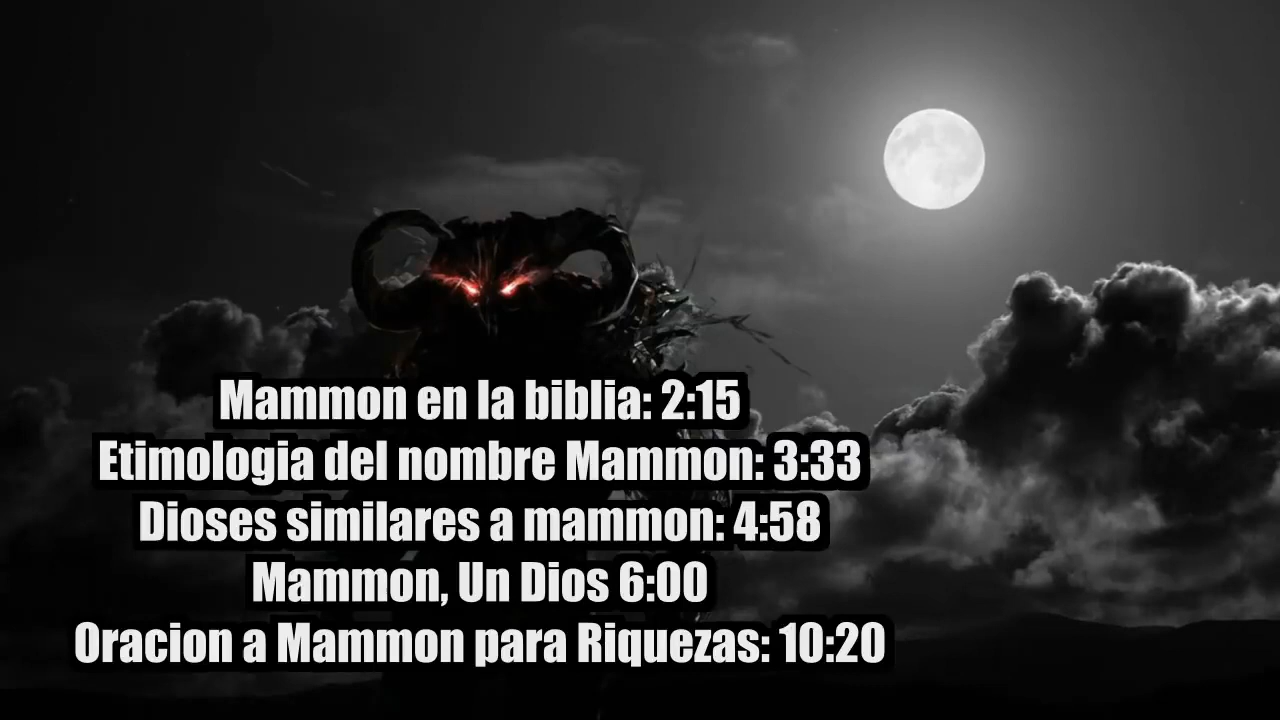 Mammon en la biblia: 2:15
Etimologia del nombre Mammon: 3:33
Dioses similares a mammon: 4:58
Mammon, Un Dios 6:00
Oracion a Mammon para Riquezas: 10:20